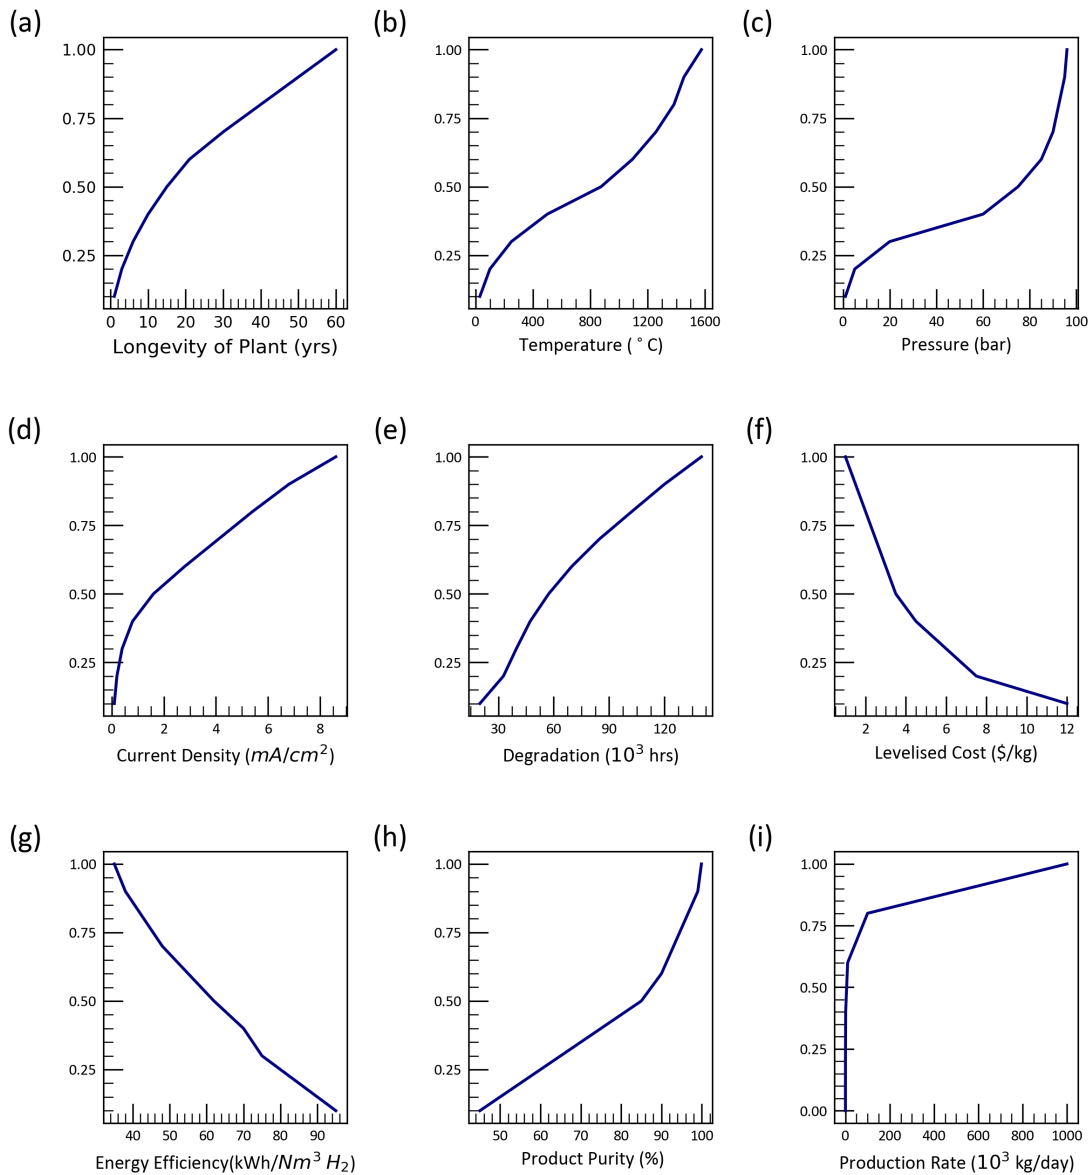 (a)
(b)
(c)
1.00
0.75
0.50
0.25
0 10 20 30 40 50 60
Longevity of Plant (yrs)
1.00
0.75
0.50
0.25
0 400 800 1200 1600
Temperature (°C)
1.00
0.75
0.50
0.25
0 20 40 60 80 100
Pressure (bar)
(d)
(e)
(f)
1.00
0.75
0.50
0.25
0 2 4 6 8
Current Density (mA/cm²)
1.00
0.75
0.50
0.25
30 60 90 120
Degradation (10³ hrs)
1.00
0.75
0.50
0.25
2 4 6 8 10 12
Levelised Cost ($/kg)
(g)
(h)
(i)
1.00
0.75
0.50
0.25
40 50 60 70 80 90
Energy Efficiency(kWh/Nm³ H₂)
1.00
0.75
0.50
0.25
50 60 70 80 90 100
Product Purity (%)
1.00
0.75
0.50
0.25
0.00
0 200 400 600 800 1000
Production Rate (10³ kg/day)